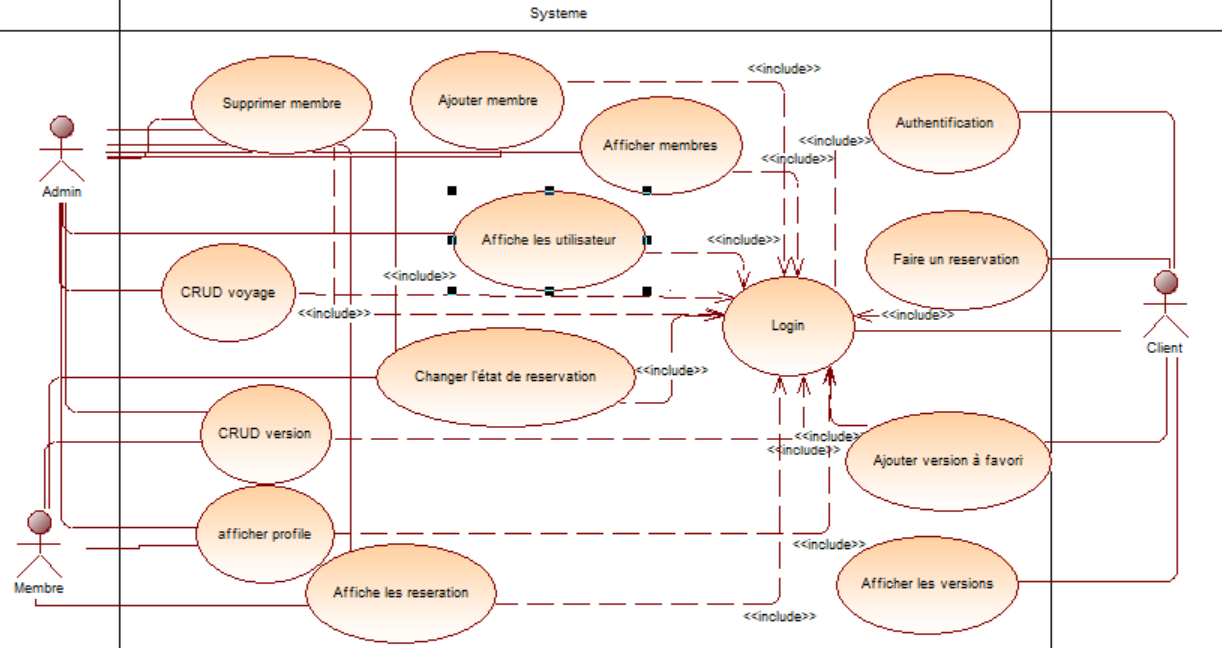 Systeme
<<include>>
Supprimer membre
Ajouter membre
Authentification
<<include>>
Afficher membres
<<include>>
Admin
Affiche les utilisateur
<<include>>
Faire un reservation
<<include>>
CRUD voyage
<<include>>
<<include>>
Login
Client
Changer l'état de reservation
<<include>>
CRUD version
<<include>>
<<include>>
Ajouter version à favori
afficher profile
<<include>>
Membre
Affiche les reseration
Afficher les versions
<<include>>